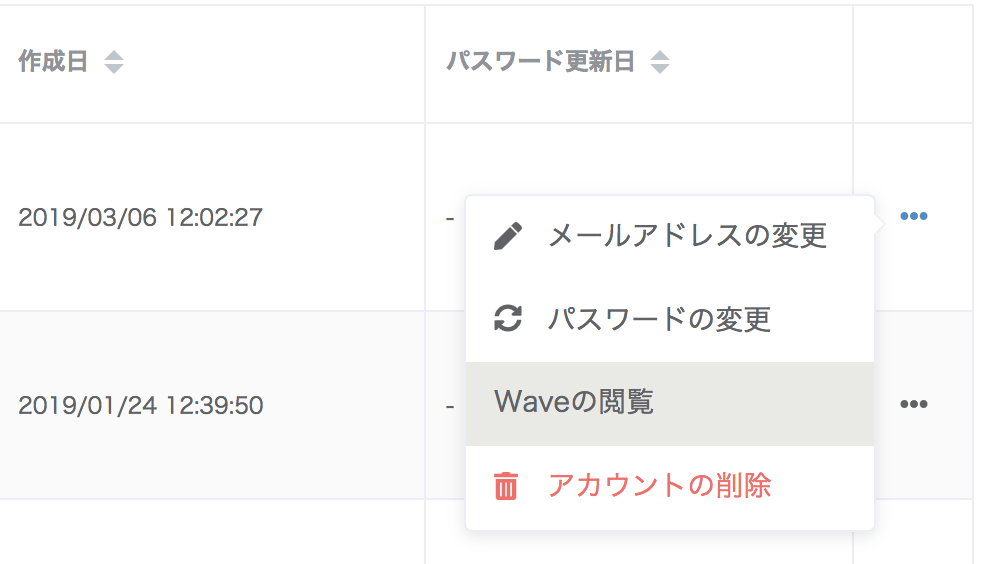 作成日
パスワード更新日
2019/03/06 12:02:27
-
メールアドレスの変更
パスワードの変更
Waveの閲覧
アカウントの削除
2019/01/24 12:39:50
-